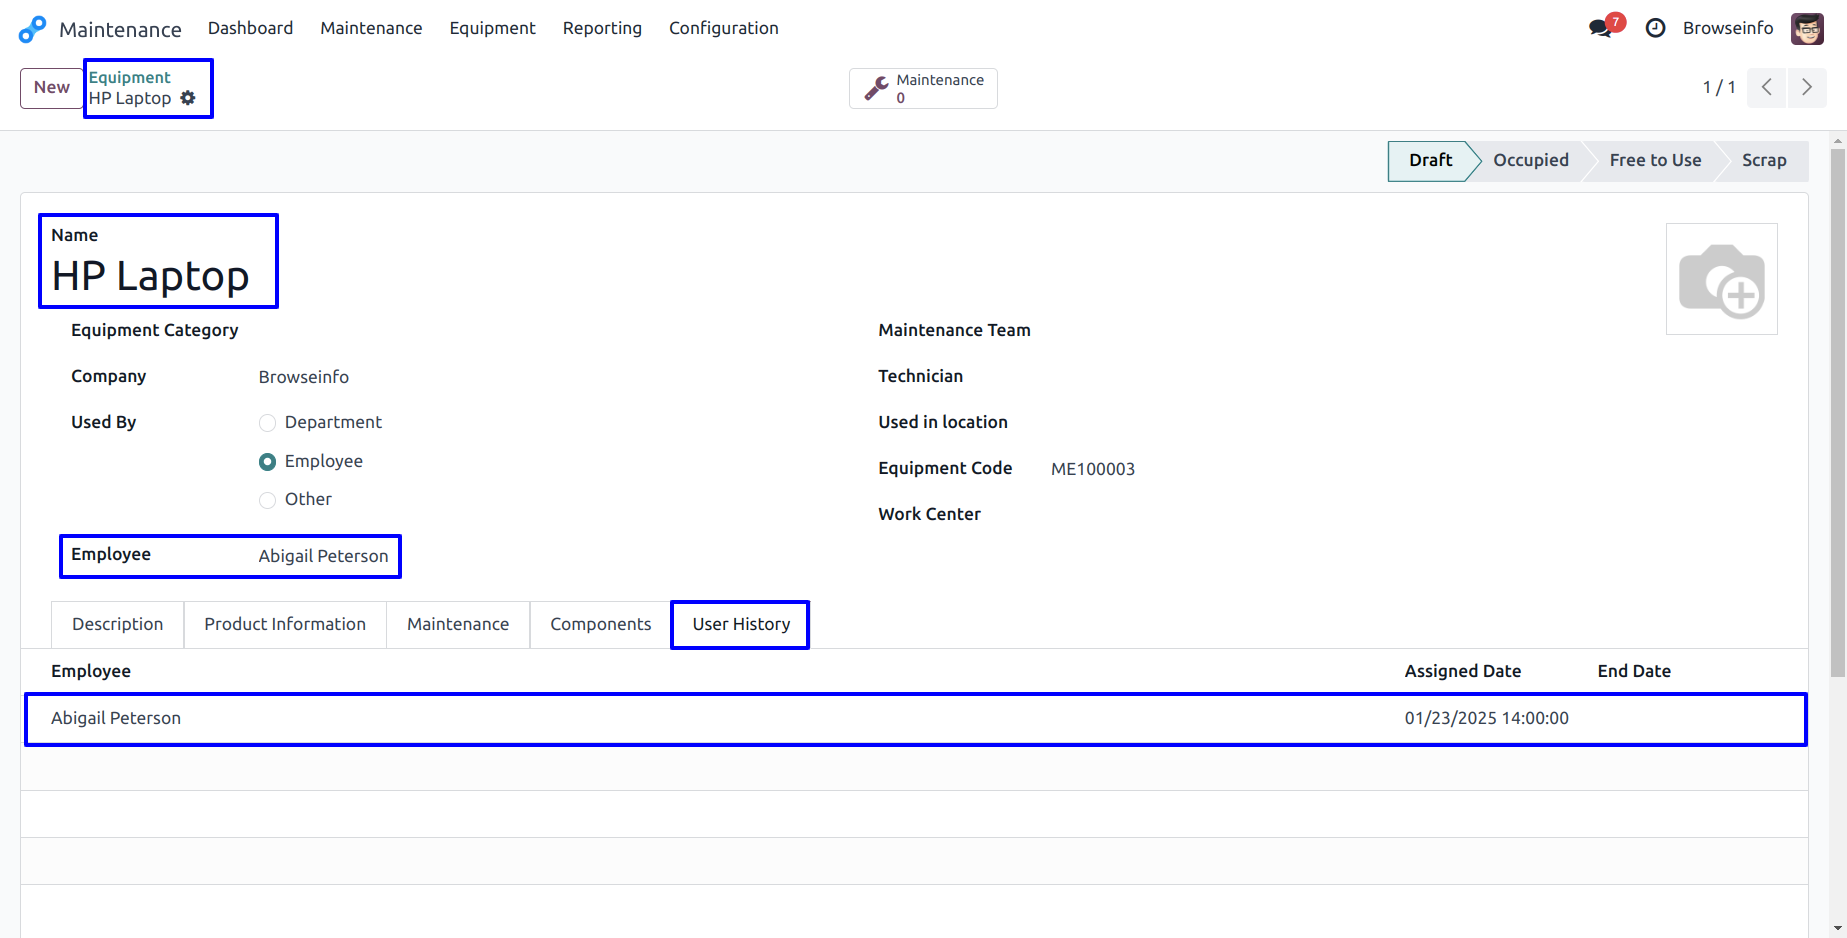 Maintenance Dashboard Maintenance Equipment Reporting Configuration 7 Browseinfo
New Equipment Maintenance 1 / 1
HP Laptop 0
Draft Occupied Free to Use Scrap
Name
HP Laptop
Equipment Category Maintenance Team
Company Browseinfo Technician
Used By Department Used in location
Employee Equipment Code ME100003
Other
Work Center
Employee Abigail Peterson
Description Product Information Maintenance Components User History
Employee Assigned Date End Date
Abigail Peterson 01/23/2025 14:00:00